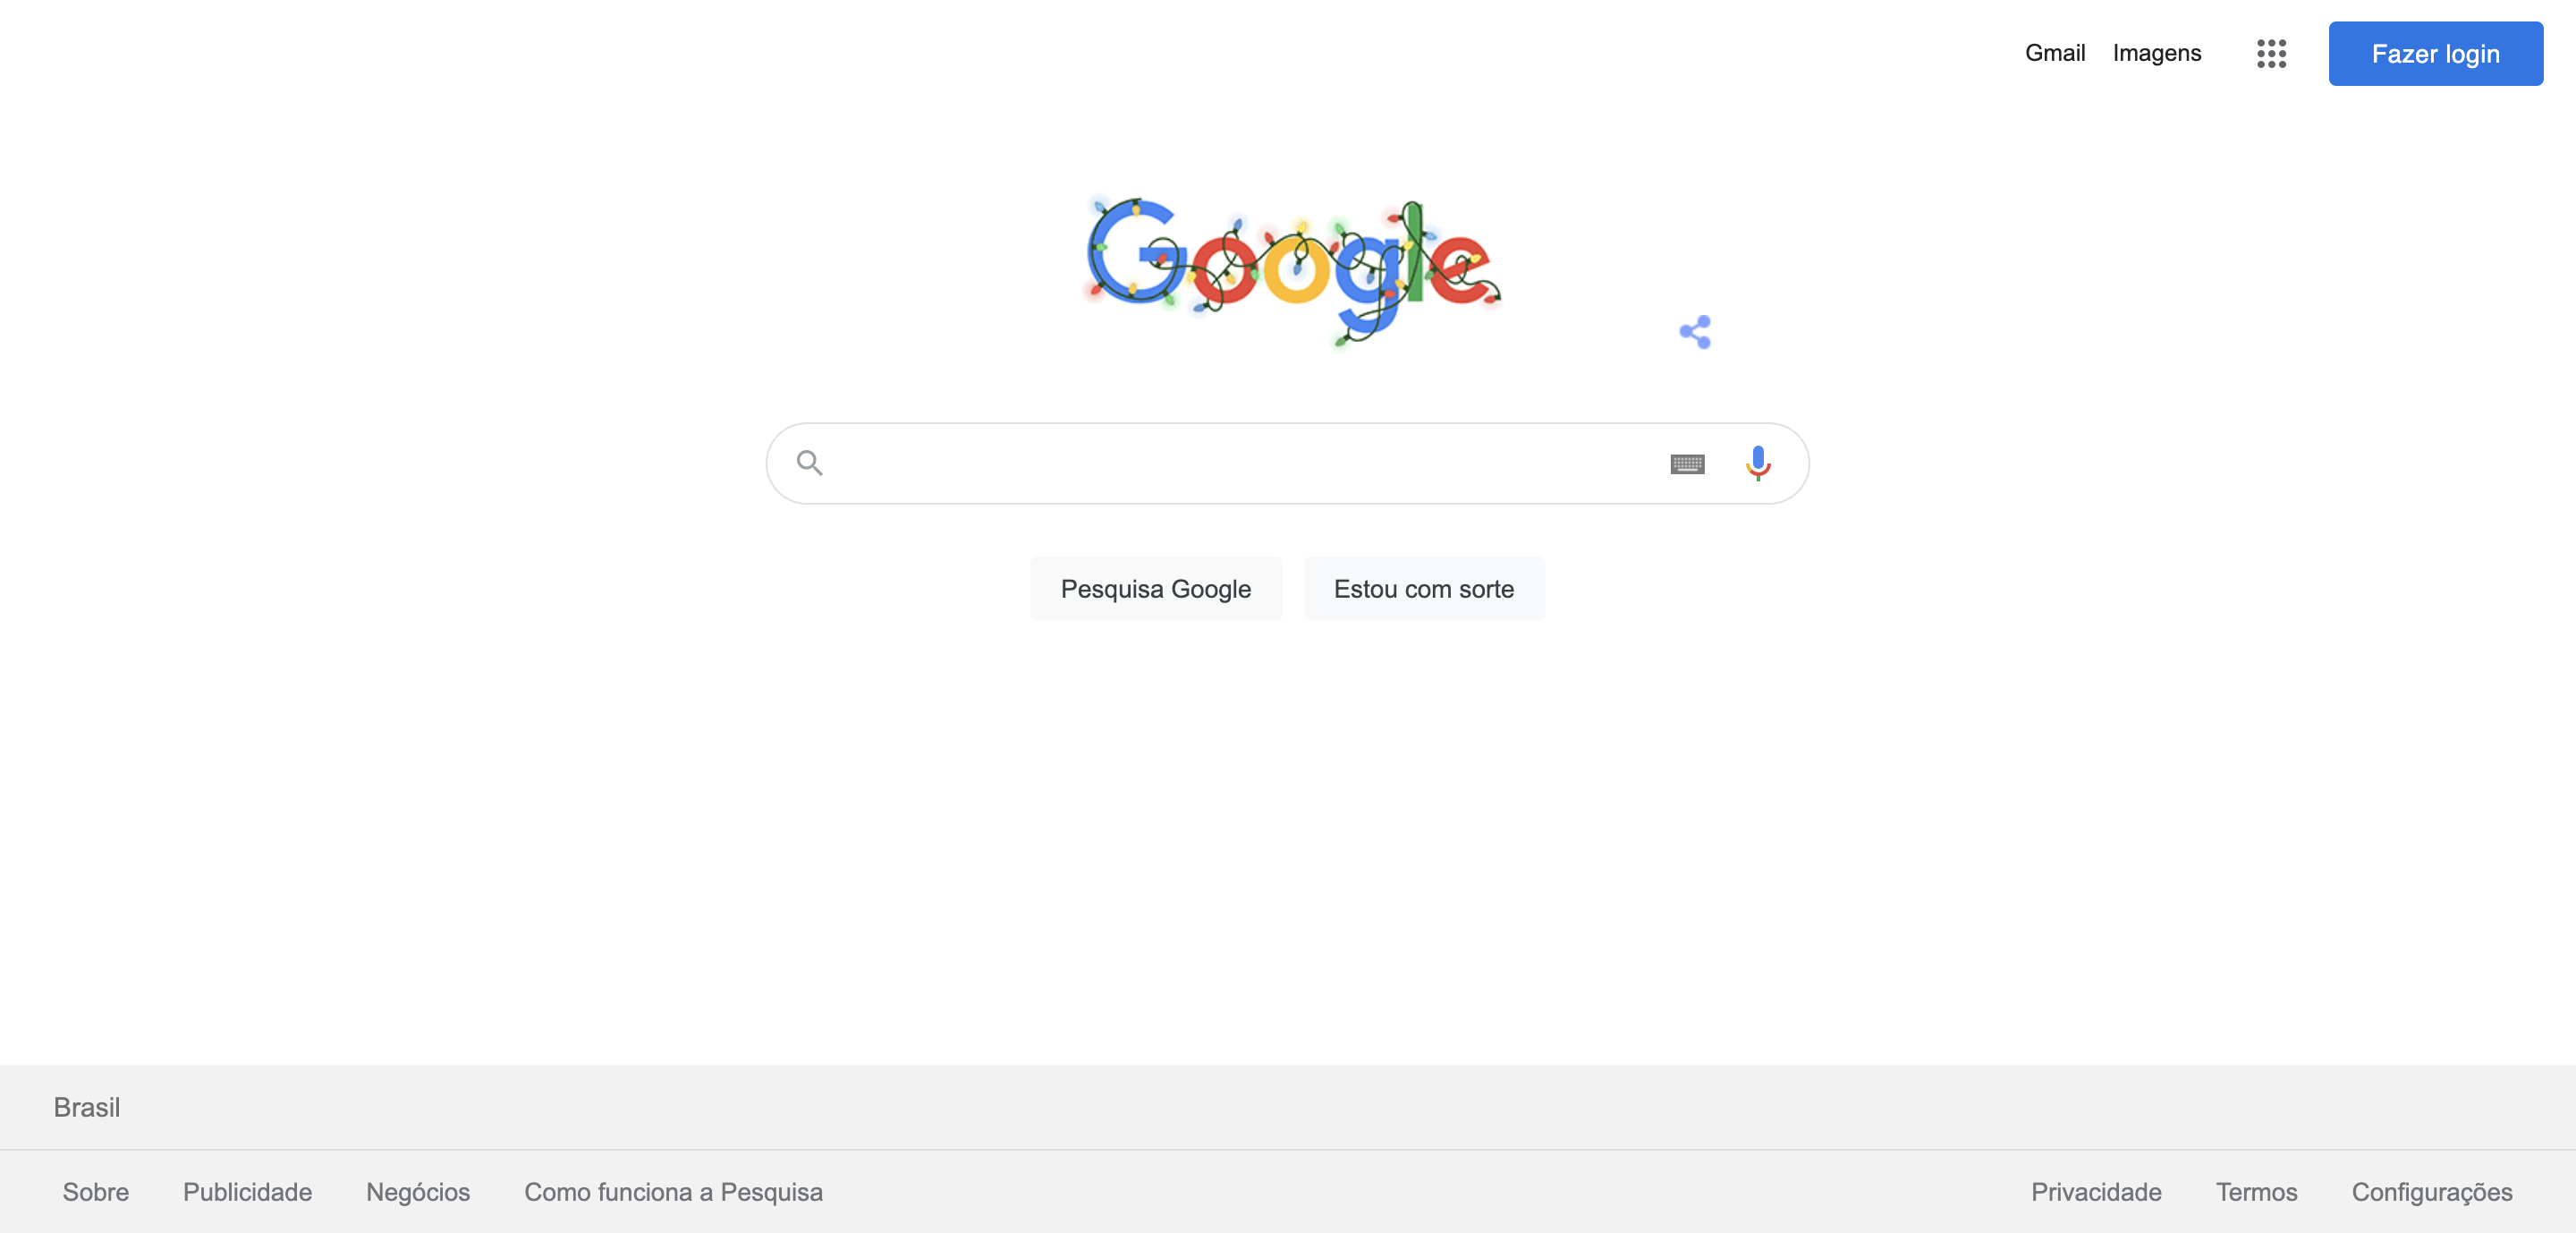 Gmail Imagens Fazer login
Google
Pesquisa Google Estou com sorte
Brasil
Sobre Publicidade Negócios Como funciona a Pesquisa Privacidade Termos Configurações